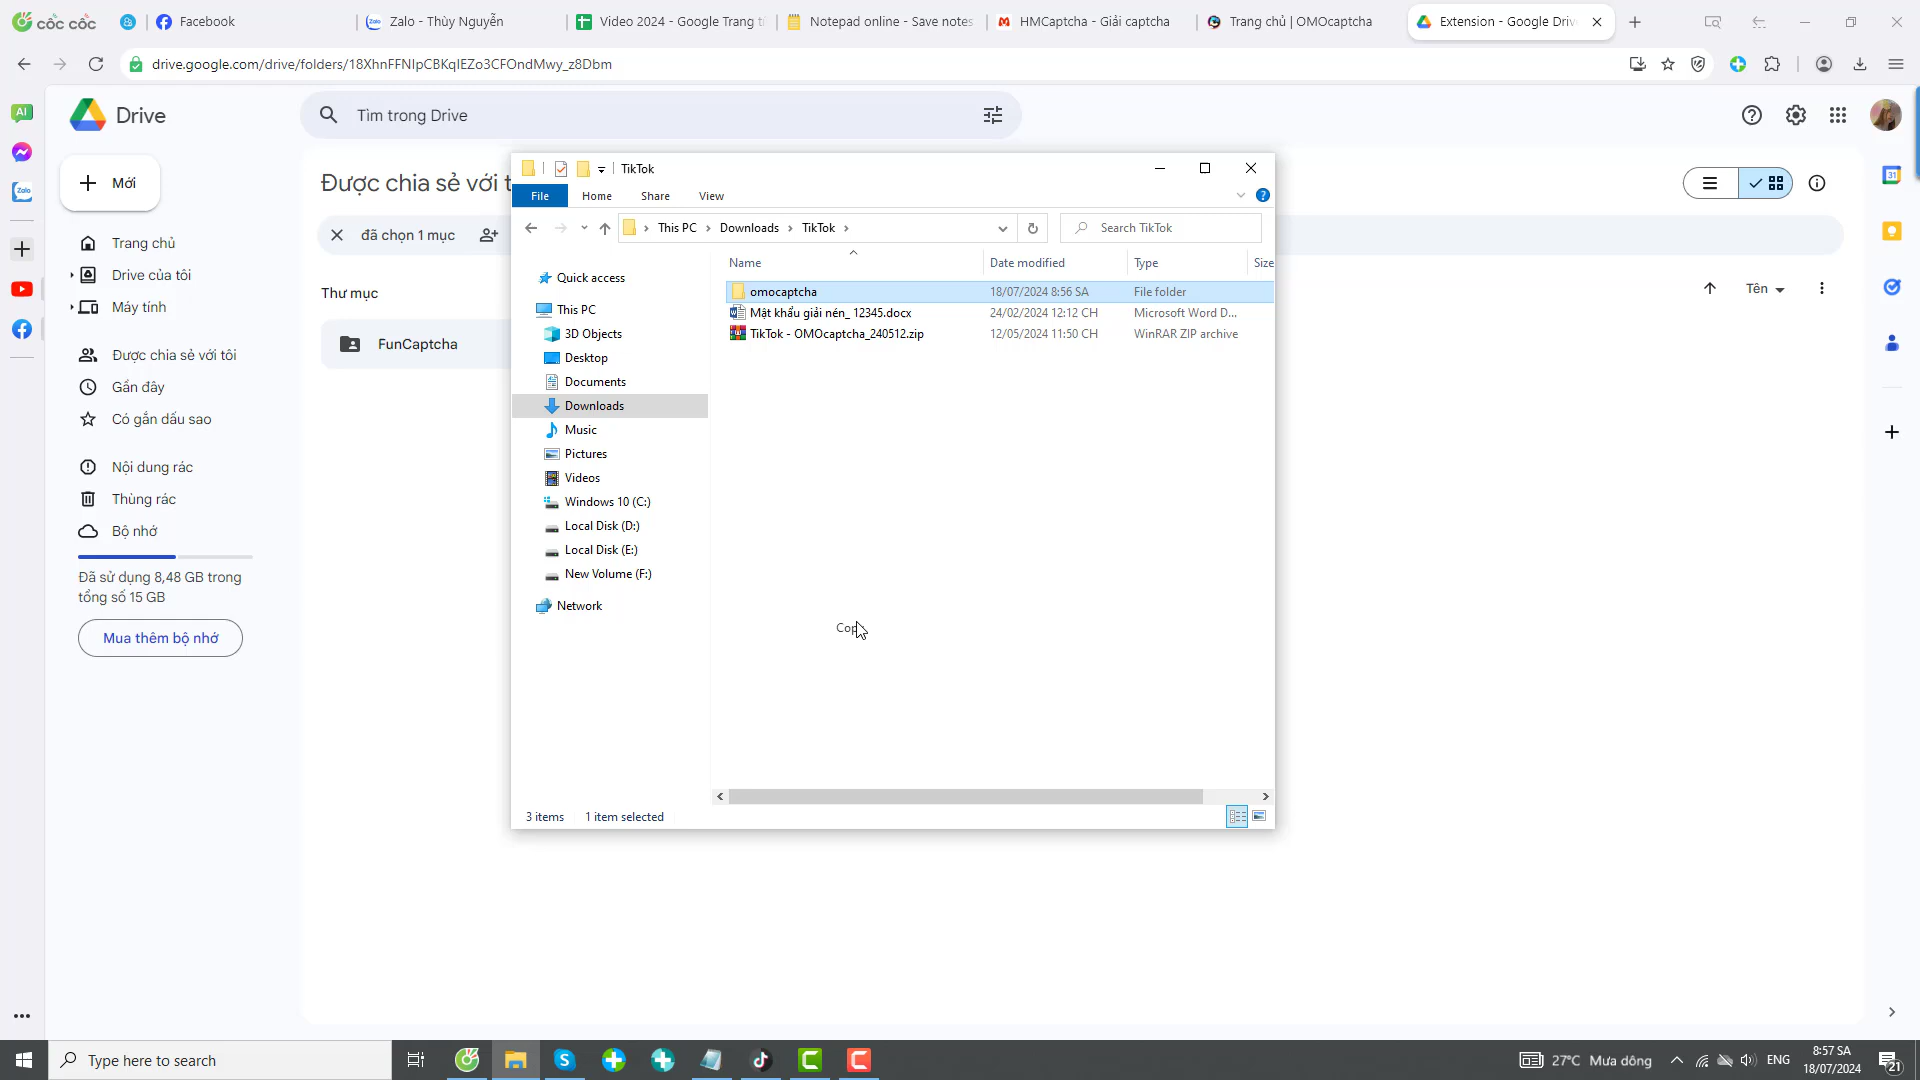 cốc cốc
Facebook
Zalo - Thùy Nguyễn
Video 2024 - Google Trang tí
Notepad online - Save notes
HMCaptcha - Giải captcha
Trang chủ | OMOcaptcha
Extension - Google Driv
drive.google.com/drive/folders/18XhnFFNIpCBKqIEZo3CFOndMwy_z8Dbm
AI
Drive
Tìm trong Drive
Zalo
Mới
Được chia sẻ với t
đã chọn 1 mục
31
Trang chủ
Drive của tôi
Máy tính
Được chia sẻ với tôi
Gần đây
Có gắn dấu sao
Nội dung rác
Thùng rác
Bộ nhớ
Đã sử dụng 8,48 GB trong
tổng số 15 GB
Mua thêm bộ nhớ
Thư mục
Tên
FunCaptcha
TikTok
File
Home
Share
View
This PC
Downloads
TikTok
Search TikTok
Name
Date modified
Type
Size
Quick access
This PC
3D Objects
Desktop
Documents
Downloads
Music
Pictures
Videos
Windows 10 (C:)
Local Disk (D:)
Local Disk (E:)
New Volume (F:)
Network
omocaptcha
18/07/2024 8:56 SA
File folder
Mật khẩu giải nén_ 12345.docx
24/02/2024 12:12 CH
Microsoft Word D...
TikTok - OMOcaptcha_240512.zip
12/05/2024 11:50 CH
WinRAR ZIP archive
3 items
1 item selected
Type here to search
27°C Mưa dông
ENG
8:57 SA
18/07/2024
21